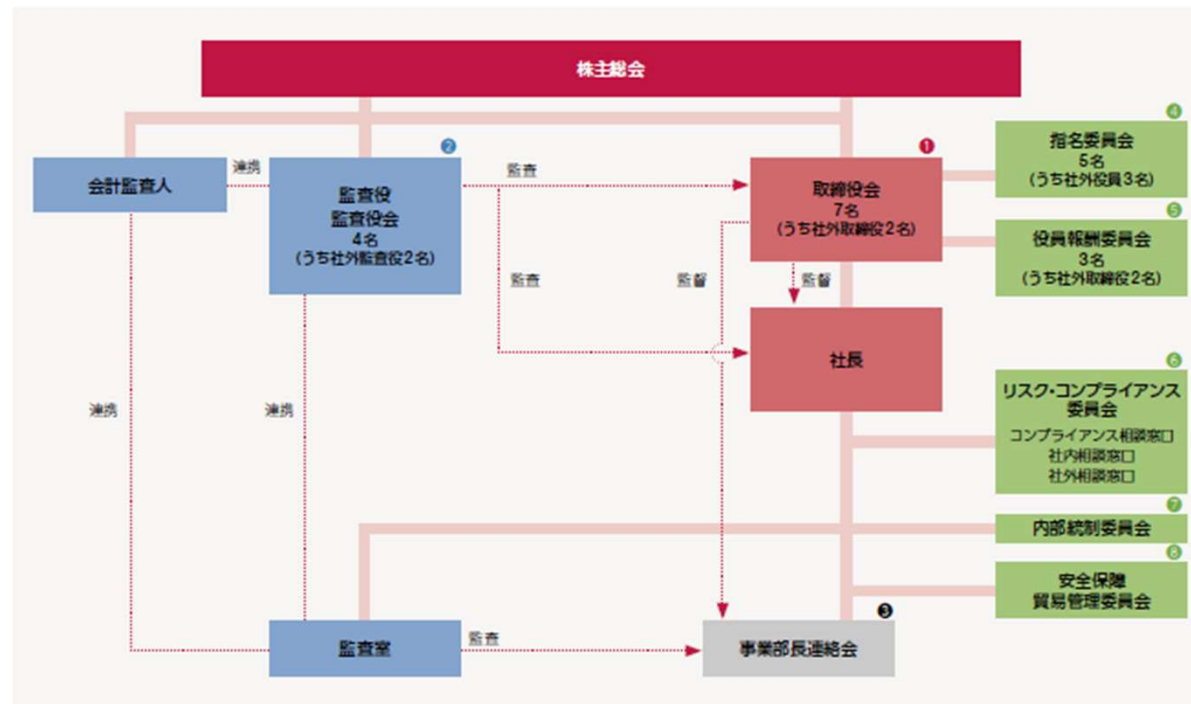 株主総会
④
指名委員会
5名
(うち社外役員3名)
②
①
会計監査人
連携
監査役
監査役会
4名
(うち社外監査役2名)
監査
取締役会
7名
(うち社外取締役2名)
⑤
役員報酬委員会
3名
(うち社外取締役2名)
監査
監督
監督
社長
⑥
リスク・コンプライアンス
委員会
コンプライアンス相談窓口
社内相談窓口
社外相談窓口
連携
連携
⑦
内部統制委員会
⑧
安全保障
貿易管理委員会
③
監査室
監査
事業部長連絡会